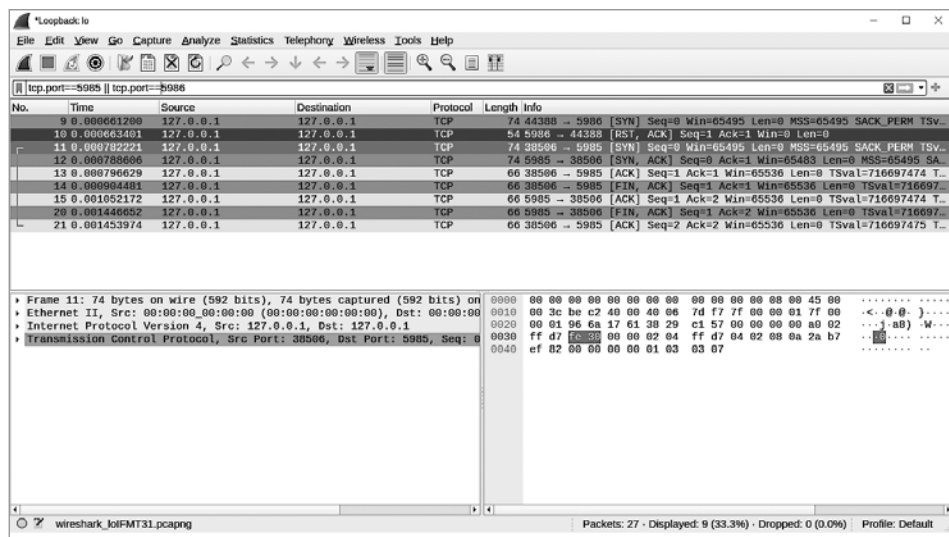 *Loopback: lo
File Edit View Go Capture Analyze Statistics Telephony Wireless Tools Help
tcp.port==5985 || tcp.port==5986
No. Time Source Destination Protocol Length Info
9 0.000661200 127.0.0.1 127.0.0.1 TCP 74 44388 → 5986 [SYN] Seq=0 Win=65495 Len=0 MSS=65495 SACK_PERM TSv…
10 0.000663401 127.0.0.1 127.0.0.1 TCP 54 5986 → 44388 [RST, ACK] Seq=1 Ack=1 Win=0 Len=0
11 0.000782221 127.0.0.1 127.0.0.1 TCP 74 38506 → 5985 [SYN] Seq=0 Win=65495 Len=0 MSS=65495 SACK_PERM TSv…
12 0.000788606 127.0.0.1 127.0.0.1 TCP 74 5985 → 38506 [SYN, ACK] Seq=0 Ack=1 Win=65483 Len=0 MSS=65495 SA…
13 0.000796629 127.0.0.1 127.0.0.1 TCP 66 38506 → 5985 [ACK] Seq=1 Ack=1 Win=65536 Len=0 TSval=716697474 T…
14 0.000904481 127.0.0.1 127.0.0.1 TCP 66 38506 → 5985 [FIN, ACK] Seq=1 Ack=1 Win=65536 Len=0 TSval=716697…
15 0.001052172 127.0.0.1 127.0.0.1 TCP 66 5985 → 38506 [ACK] Seq=1 Ack=2 Win=65536 Len=0 TSval=716697474 T…
20 0.001446652 127.0.0.1 127.0.0.1 TCP 66 5985 → 38506 [FIN, ACK] Seq=1 Ack=2 Win=65536 Len=0 TSval=716697…
21 0.001453974 127.0.0.1 127.0.0.1 TCP 66 38506 → 5985 [ACK] Seq=2 Ack=2 Win=65536 Len=0 TSval=716697475 T…
Frame 11: 74 bytes on wire (592 bits), 74 bytes captured (592 bits) on
Ethernet II, Src: 00:00:00_00:00:00 (00:00:00:00:00:00), Dst: 00:00:00
Internet Protocol Version 4, Src: 127.0.0.1, Dst: 127.0.0.1
Transmission Control Protocol, Src Port: 38506, Dst Port: 5985, Seq: 0
0000 00 00 00 00 00 00 00 00 00 00 00 00 08 00 45 00 ········ ······E·
0010 00 3c be c2 40 00 40 06 7d f7 7f 00 00 01 7f 00 ·<··@·@· }·······
0020 00 01 96 6a 17 61 38 29 c1 57 00 00 00 00 a0 02 ···j·a8) ·W······
0030 ff d7 fe 30 00 00 02 04 ff d7 04 02 08 0a 2a b7 ···0···· ······*·
0040 ef 82 00 00 00 00 01 03 03 07 ········ ··
wireshark_loIFMT31.pcapng
Packets: 27 · Displayed: 9 (33.3%) · Dropped: 0 (0.0%) Profile: Default